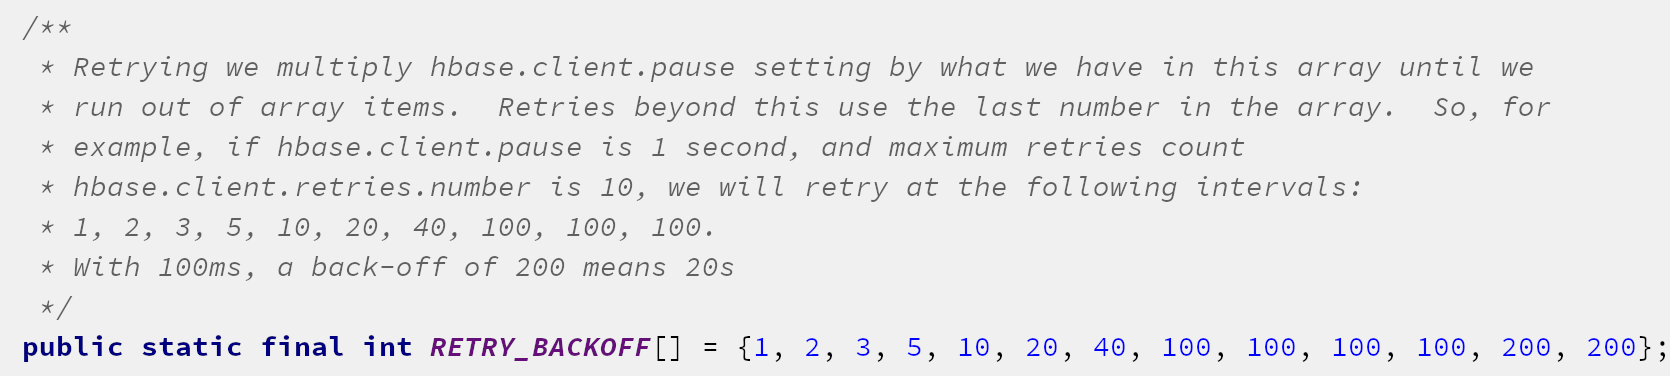 /**
 * Retrying we multiply hbase.client.pause setting by what we have in this array until we
 * run out of array items.  Retries beyond this use the last number in the array.  So, for
 * example, if hbase.client.pause is 1 second, and maximum retries count
 * hbase.client.retries.number is 10, we will retry at the following intervals:
 * 1, 2, 3, 5, 10, 20, 40, 100, 100, 100.
 * With 100ms, a back-off of 200 means 20s
 */
public static final int RETRY_BACKOFF[] = {1, 2, 3, 5, 10, 20, 40, 100, 100, 100, 100, 200, 200};